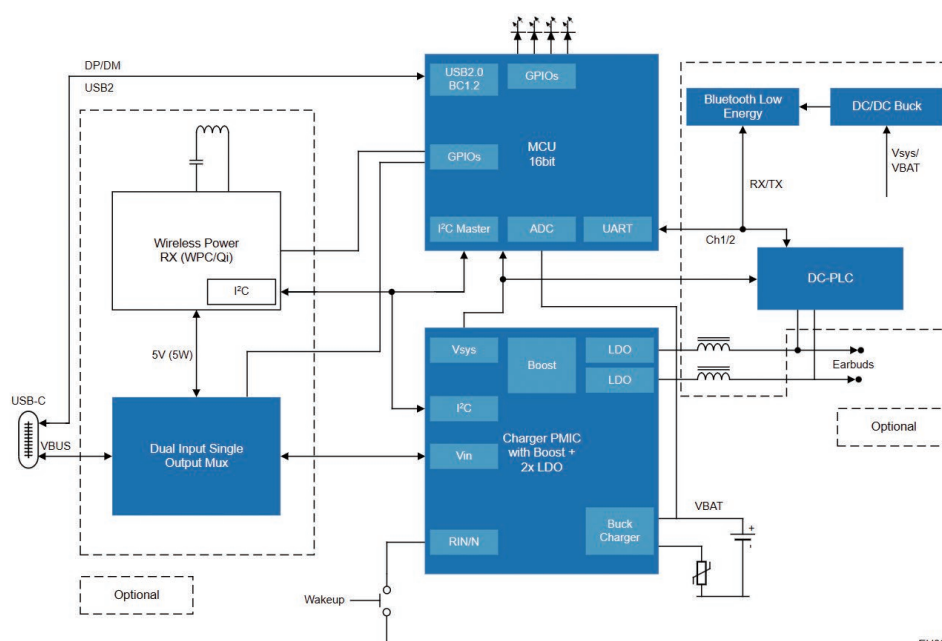 DP/DM
USB2
USB2.0
BC1.2
GPIOs
MCU
16bit
GPIOs
I²C Master
ADC
UART
Bluetooth Low
Energy
DC/DC Buck
Vsys/
VBAT
RX/TX
Ch1/2
DC-PLC
Wireless Power
RX (WPC/Qi)
I²C
5V (5W)
USB-C
VBUS
Dual Input Single
Output Mux
Vsys
Boost
LDO
LDO
I²C
Charger PMIC
with Boost +
2x LDO
Vin
Buck
Charger
RIN/N
Earbuds
Optional
VBAT
+
-
Optional
Wakeup